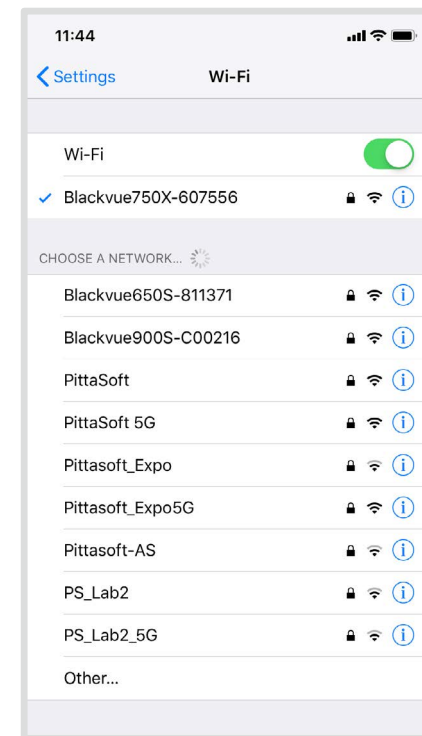 11:44
Settings Wi-Fi
Wi-Fi
Blackvue750X-607556
CHOOSE A NETWORK...
Blackvue650S-811371
Blackvue900S-C00216
PittaSoft
PittaSoft 5G
Pittasoft_Expo
Pittasoft_Expo5G
Pittasoft-AS
PS_Lab2
PS_Lab2_5G
Other...